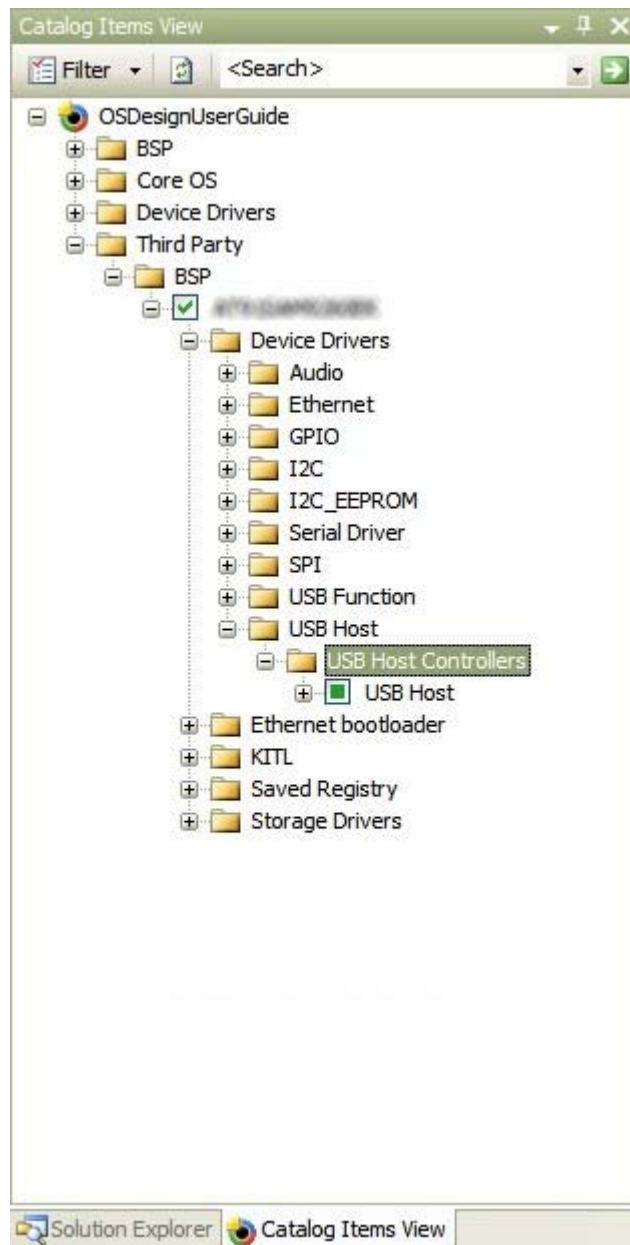 Catalog Items View
Filter <Search>
OSDesignUserGuide
BSP
Core OS
Device Drivers
Third Party
BSP
Device Drivers
Audio
Ethernet
GPIO
I2C
I2C_EEPROM
Serial Driver
SPI
USB Function
USB Host
USB Host Controllers
USB Host
Ethernet bootloader
KITL
Saved Registry
Storage Drivers
Solution Explorer Catalog Items View